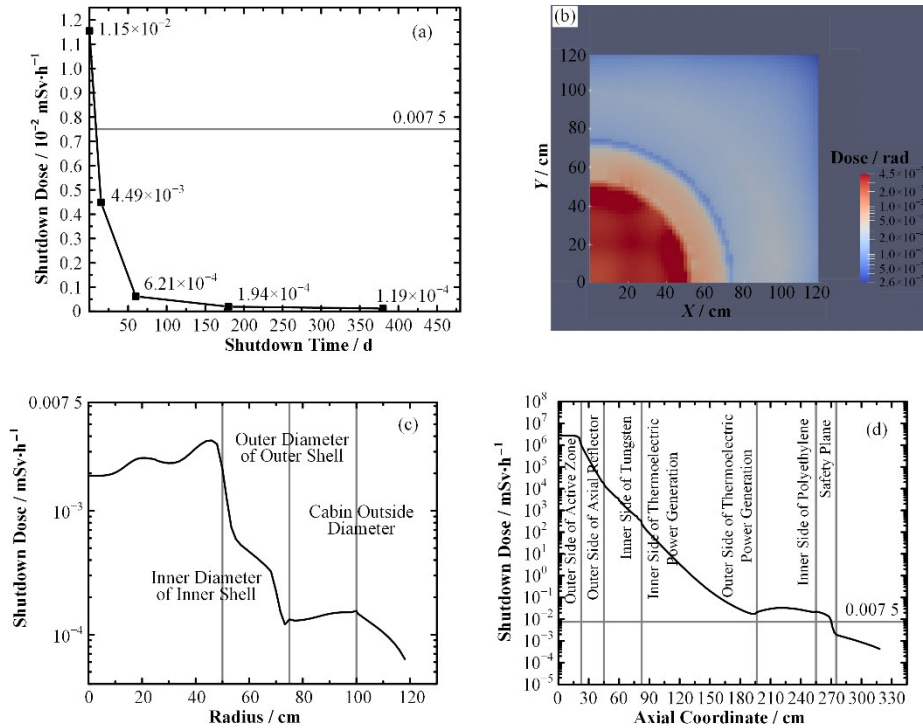 (a)
1.2
1.1
1.0
0.9
0.8
0.7
0.6
0.5
0.4
0.3
0.2
0.1
0
Shutdown Dose / 10⁻² mSv·h⁻¹
1.15×10⁻²
0.007 5
4.49×10⁻³
6.21×10⁻⁴
1.94×10⁻⁴
1.19×10⁻⁴
50 100 150 200 250 300 350 400 450
Shutdown Time / d
(b)
120
100
80
60
40
20
0
Y / cm
20 40 60 80 100 120
X / cm
Dose / rad
(c)
0.007 5
10⁻³
10⁻⁴
Shutdown Dose / mSv·h⁻¹
Outer Diameter
of Outer Shell
Cabin Outside
Diameter
Inner Diameter
of Inner Shell
0 20 40 60 80 100 120
Radius / cm
(d)
10⁸
10⁷
10⁶
10⁵
10⁴
10³
10²
10¹
10⁰
10⁻¹
10⁻²
10⁻³
10⁻⁴
10⁻⁵
Shutdown Dose / mSv·h⁻¹
Outer Side of Active Zone
Outer Side of Axial Reflector
Inner Side of Tungsten
Inner Side of Thermoelectric
Power Generation
Outer Side of Thermoelectric
Power Generation
Inner Side of Polyethylene
Safety Plane
0.007 5
0 30 60 90 120 150 180 210 240 270 300 330
Axial Coordinate / cm